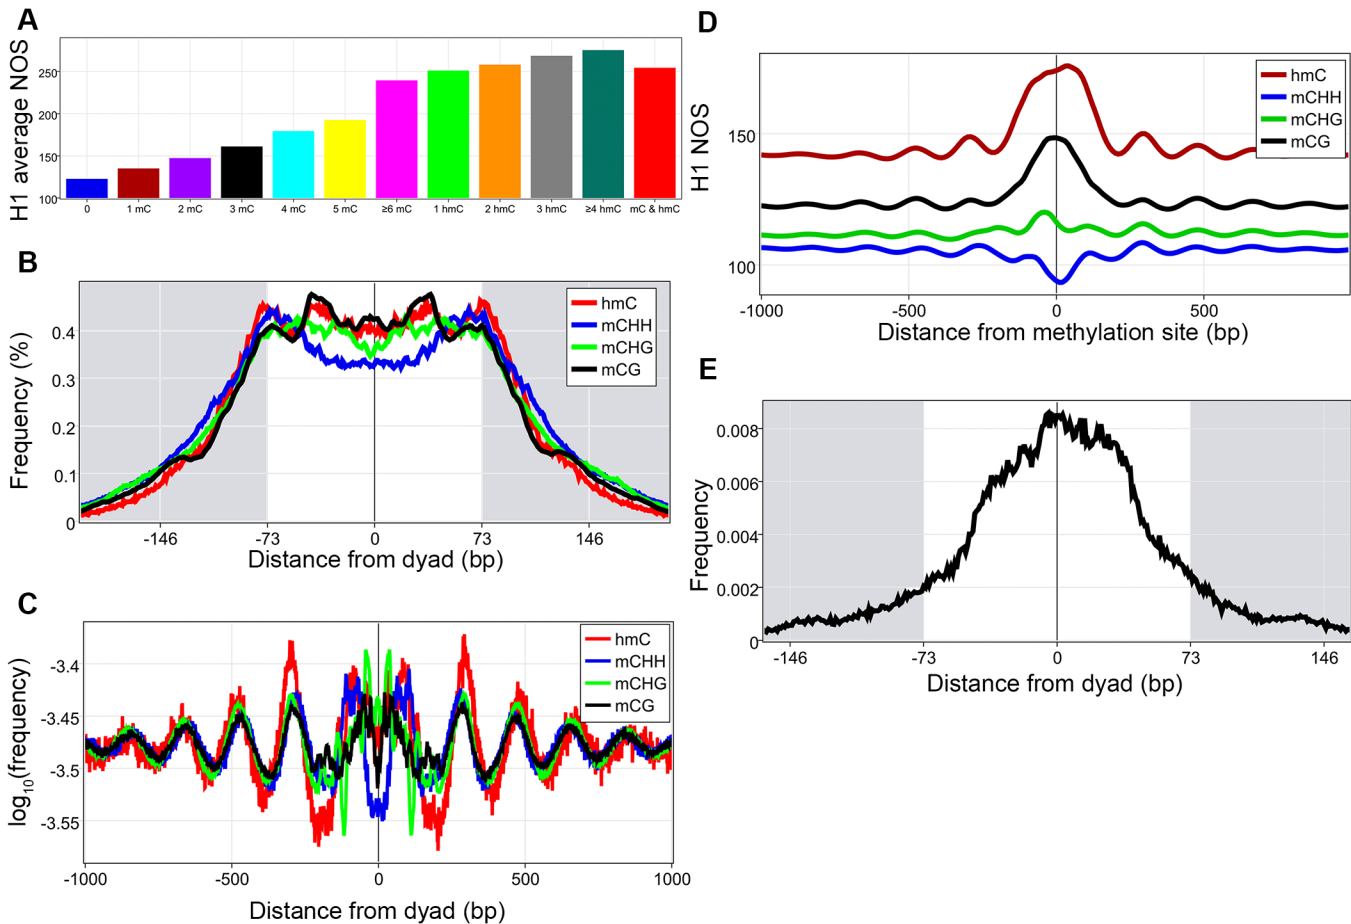 A
H1 average NOS
250
200
150
100
0 1 mC 2 mC 3 mC 4 mC 5 mC ≥6 mC 1 hmC 2 hmC 3 hmC ≥4 hmC mC & hmC
B
Frequency (%)
0.4
0.3
0.2
0.1
0
hmC
mCHH
mCHG
mCG
-146 -73 0 73 146
Distance from dyad (bp)
C
log10(frequency)
-3.4
-3.45
-3.5
-3.55
hmC
mCHH
mCHG
mCG
-1000 -500 0 500 1000
Distance from dyad (bp)
D
H1 NOS
150
100
hmC
mCHH
mCHG
mCG
-1000 -500 0 500
Distance from methylation site (bp)
E
Frequency
0.008
0.006
0.004
0.002
0
-146 -73 0 73 146
Distance from dyad (bp)